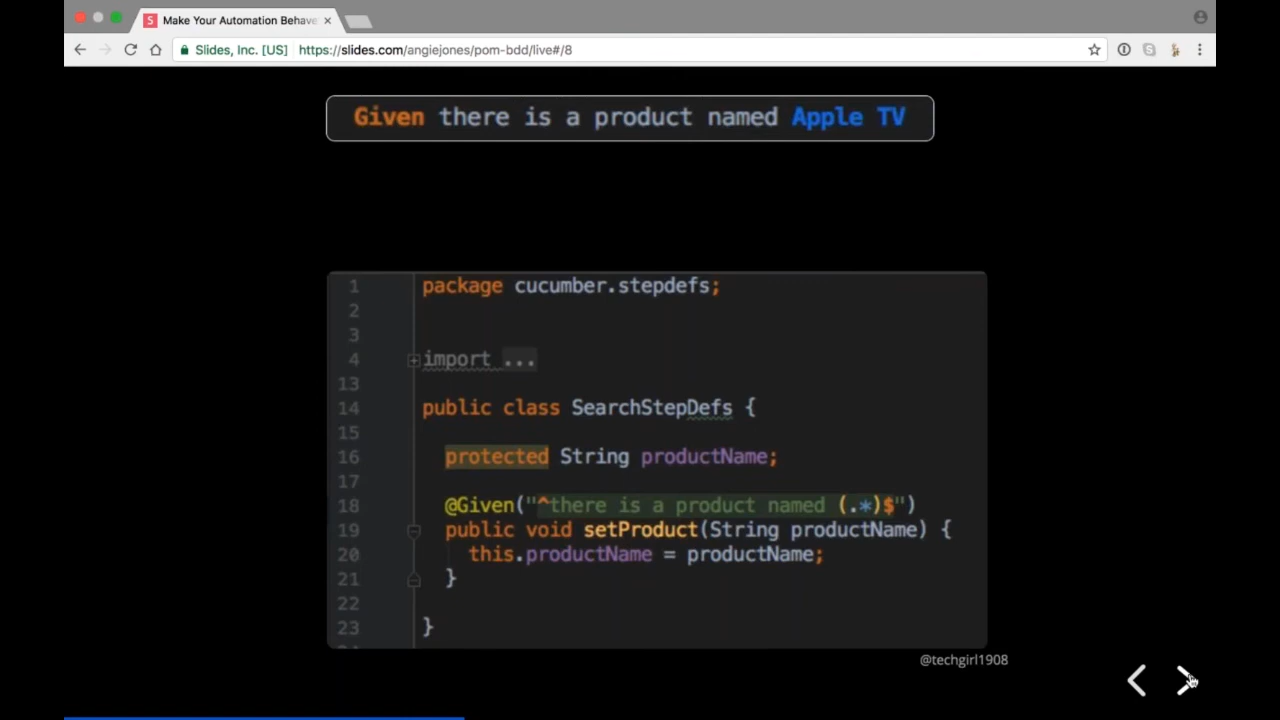 Make Your Automation Behave
Slides, Inc. [US] https://slides.com/angiejones/pom-bdd/live#/8
Given there is a product named Apple TV
1 package cucumber.stepdefs;
2
3
4 import ...
13
14 public class SearchStepDefs {
15
16 protected String productName;
17
18 @Given("^there is a product named (.*)$")
19 public void setProduct(String productName) {
20 this.productName = productName;
21 }
22
23 }
@techgirl1908